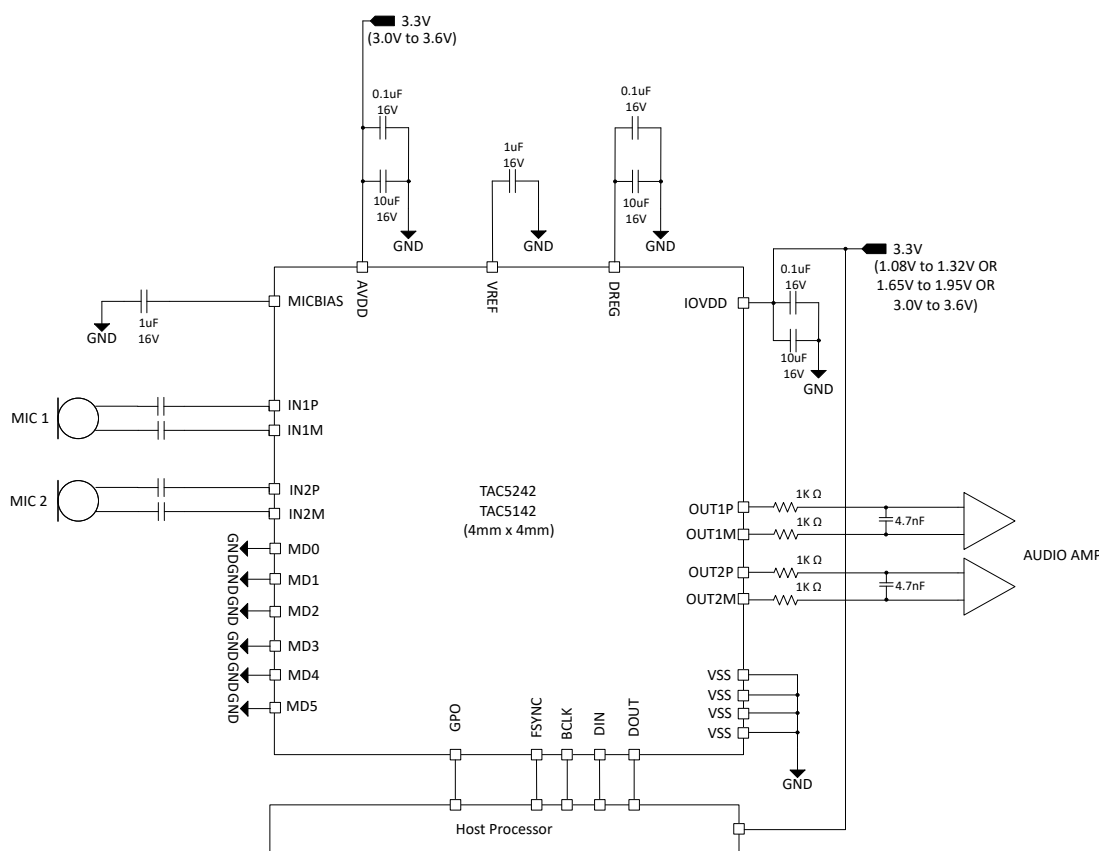 3.3V
(3.0V to 3.6V)
0.1uF
16V
10uF
16V
GND
1uF
16V
GND
0.1uF
16V
10uF
16V
GND
3.3V
(1.08V to 1.32V OR
1.65V to 1.95V OR
3.0V to 3.6V)
0.1uF
16V
10uF
16V
GND
AVDD
VREF
DREG
MICBIAS
IOVDD
1uF
16V
GND
MIC 1
IN1P
IN1M
MIC 2
IN2P
IN2M
TAC5242
TAC5142
(4mm x 4mm)
OUT1P
1K Ω
OUT1M
1K Ω
4.7nF
OUT2P
1K Ω
OUT2M
1K Ω
4.7nF
AUDIO AMP
GND
MD0
GND
MD1
GND
MD2
GND
MD3
GND
MD4
GND
MD5
VSS
VSS
VSS
VSS
GND
GPO
FSYNC
BCLK
DIN
DOUT
Host Processor